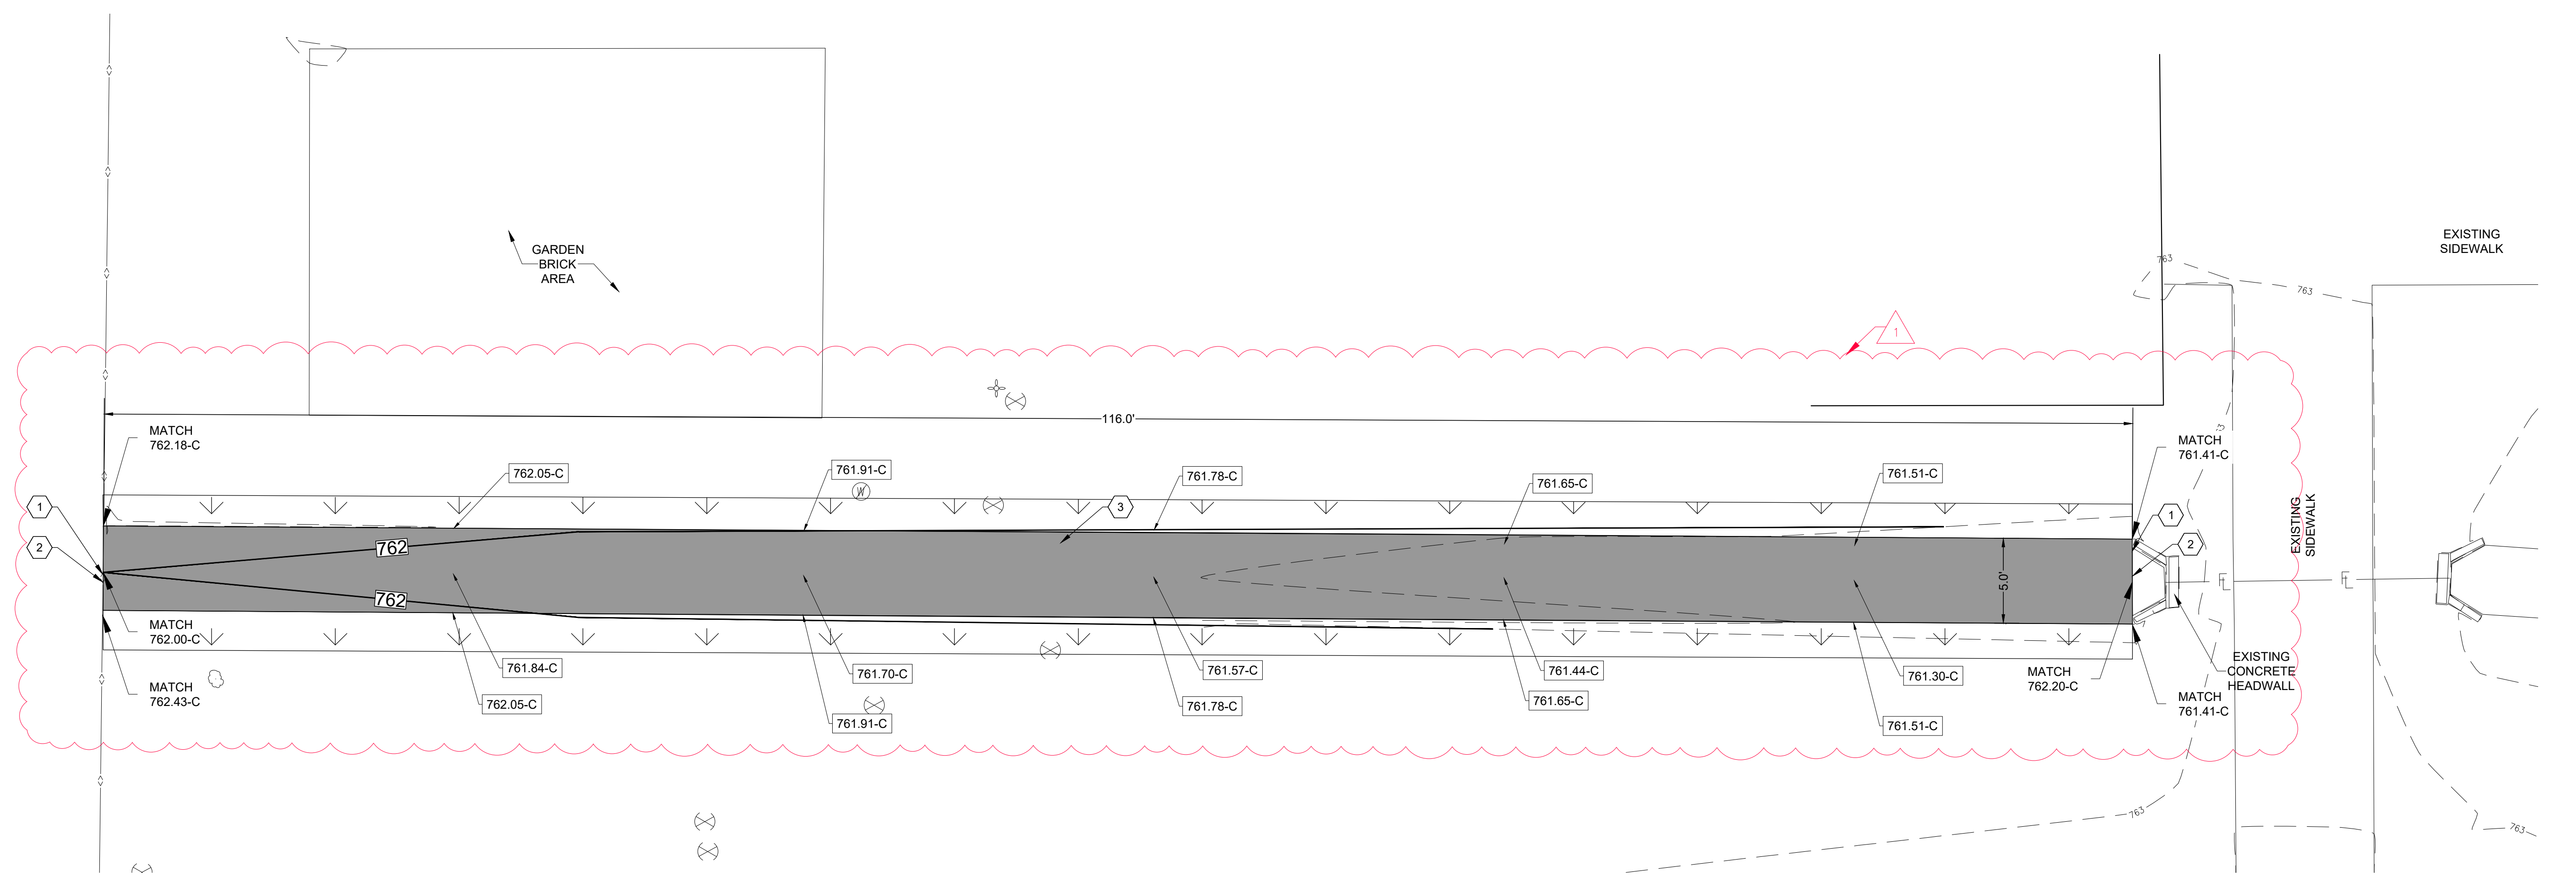 EXISTING
SIDEWALK
GARDEN
BRICK
AREA
763
763
1
116.0'
MATCH
762.18-C
MATCH
761.41-C
762.05-C
761.91-C
761.78-C
761.65-C
761.51-C
W
1
3
1
2
2
762
762
5.0'
EXISTING
SIDEWALK
FL
FL
MATCH
762.00-C
761.84-C
761.70-C
761.57-C
761.44-C
761.30-C
MATCH
762.20-C
EXISTING
CONCRETE
HEADWALL
MATCH
762.43-C
762.05-C
761.91-C
761.78-C
761.65-C
761.51-C
MATCH
761.41-C
763
763